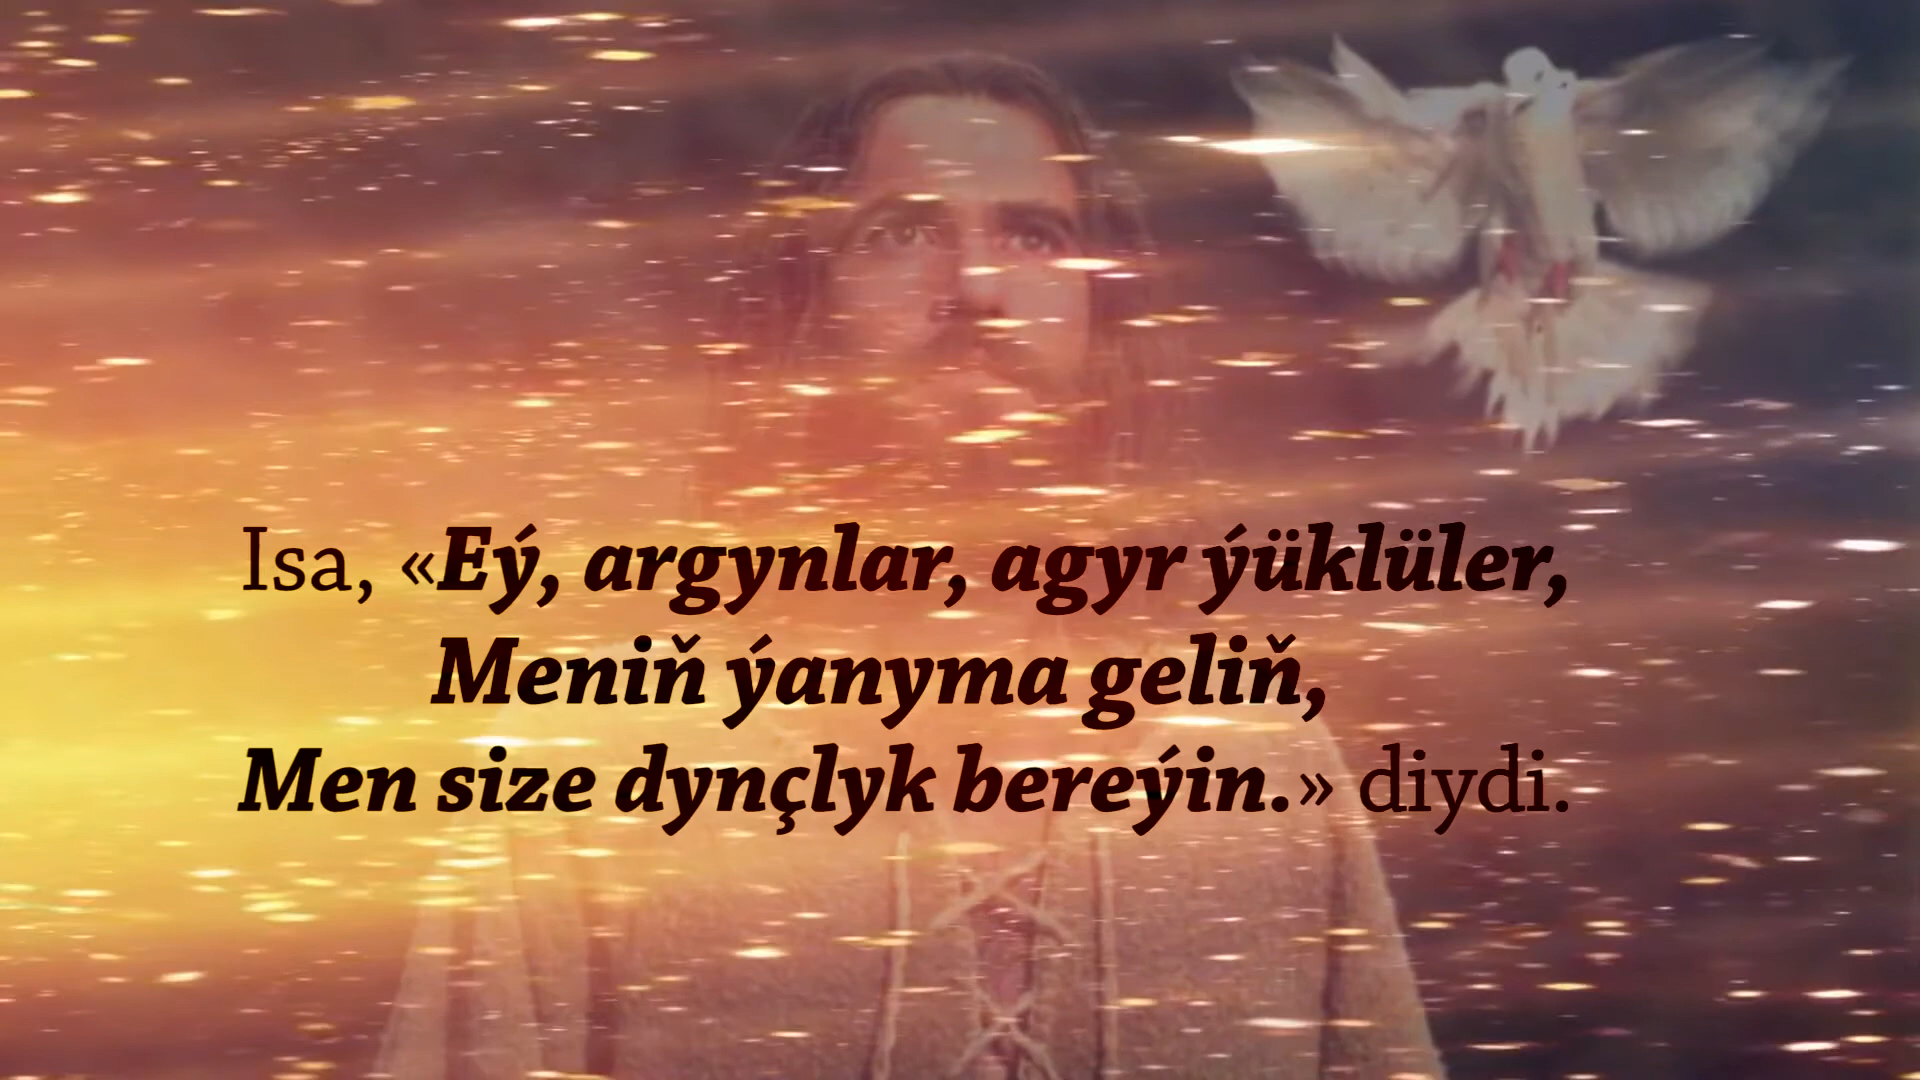 Isa, «Eý, argynlar, agyr ýüklüler,
Meniň ýanyma geliň,
Men size dynçlyk bereýin.» diydi.